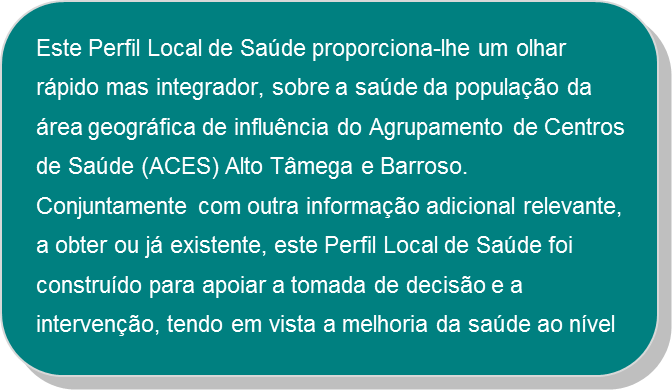 Este Perfil Local de Saúde proporciona-lhe um olhar
rápido mas integrador, sobre a saúde da população da
área geográfica de influência do Agrupamento de Centros
de Saúde (ACES) Alto Tâmega e Barroso.
Conjuntamente com outra informação adicional relevante,
a obter ou já existente, este Perfil Local de Saúde foi
construído para apoiar a tomada de decisão e a
intervenção, tendo em vista a melhoria da saúde ao nível